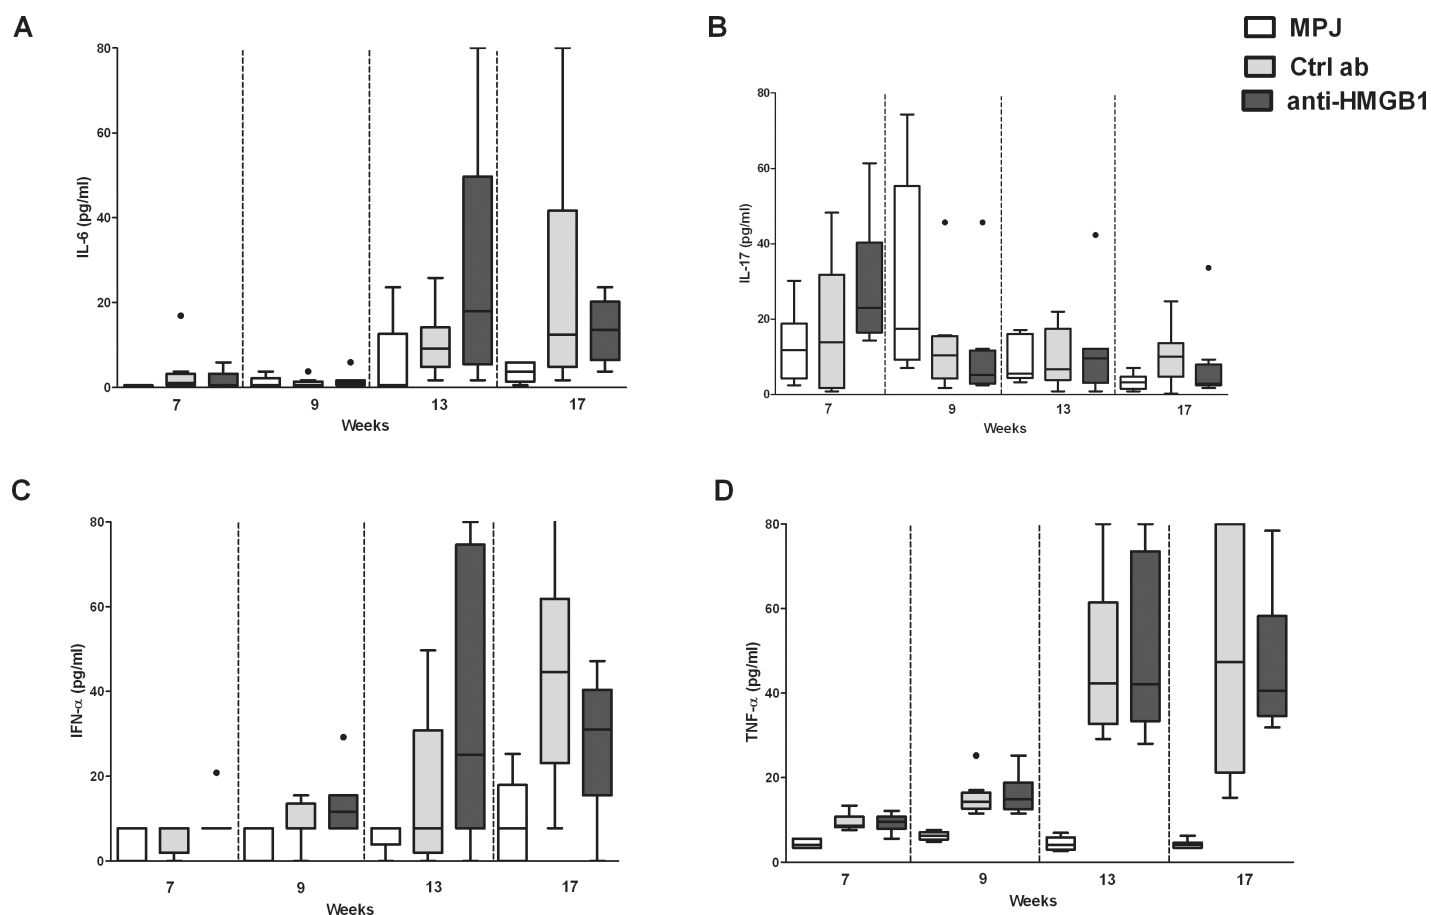 A
80
60
40
20
0
IL-6 (pg/ml)
7 9 13 17
Weeks
B
80
60
40
20
0
IL-17 (pg/ml)
7 9 13 17
Weeks
MPJ
Ctrl ab
anti-HMGB1
C
80
60
40
20
0
IFN-α (pg/ml)
7 9 13 17
Weeks
D
80
60
40
20
0
TNF-α (pg/ml)
7 9 13 17
Weeks